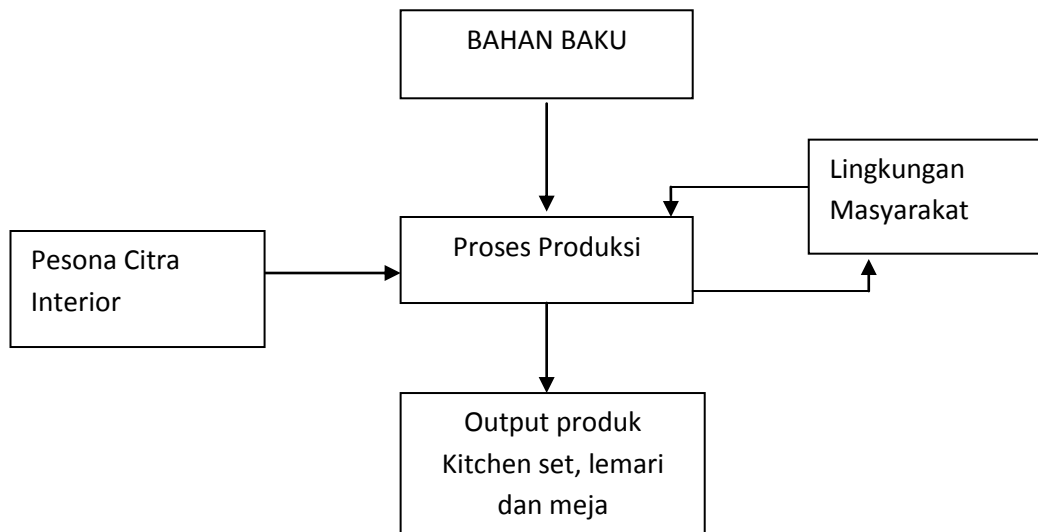 BAHAN BAKU
Lingkungan
Masyarakat
Proses Produksi
Pesona Citra
Interior
Output produk
Kitchen set, lemari
dan meja